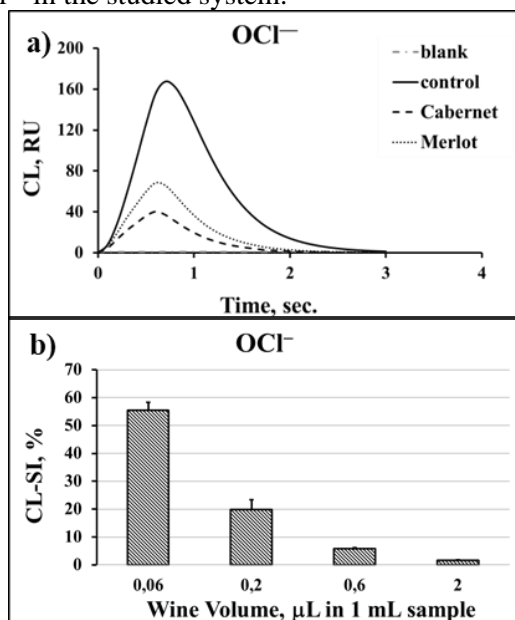 in the studied system.
a)
OCl—
blank
control
Cabernet
Merlot
200
160
120
80
40
0
CL, RU
0 1 2 3 4
Time, sec.
b)
OCl–
70
60
50
40
30
20
10
0
CL-SI, %
0,06 0,2 0,6 2
Wine Volume, μL in 1 mL sample